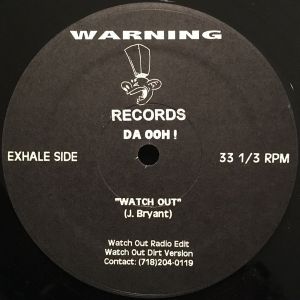 WARNING
RECORDS
DA OOH !
EXHALE SIDE
33 1/3 RPM
"WATCH OUT"
(J. Bryant)
Watch Out Radio Edit
Watch Out Dirt Version
Contact: (718)204-0119